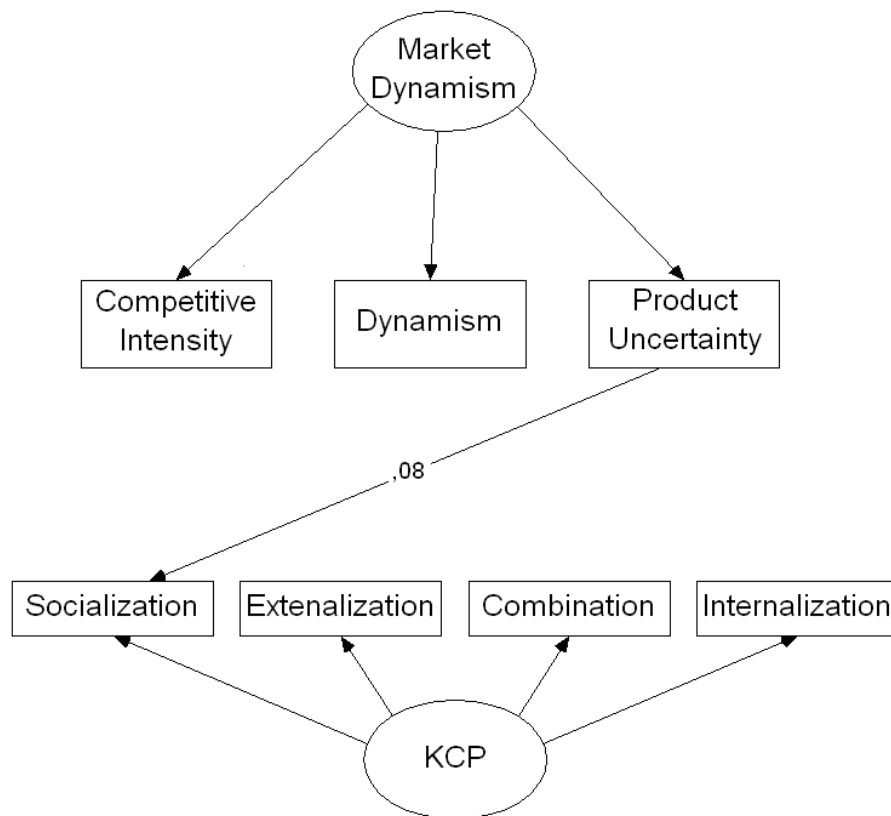 Market
Dynamism
Competitive
Intensity
Dynamism
Product
Uncertainty
,08
Socialization
Extenalization
Combination
Internalization
KCP